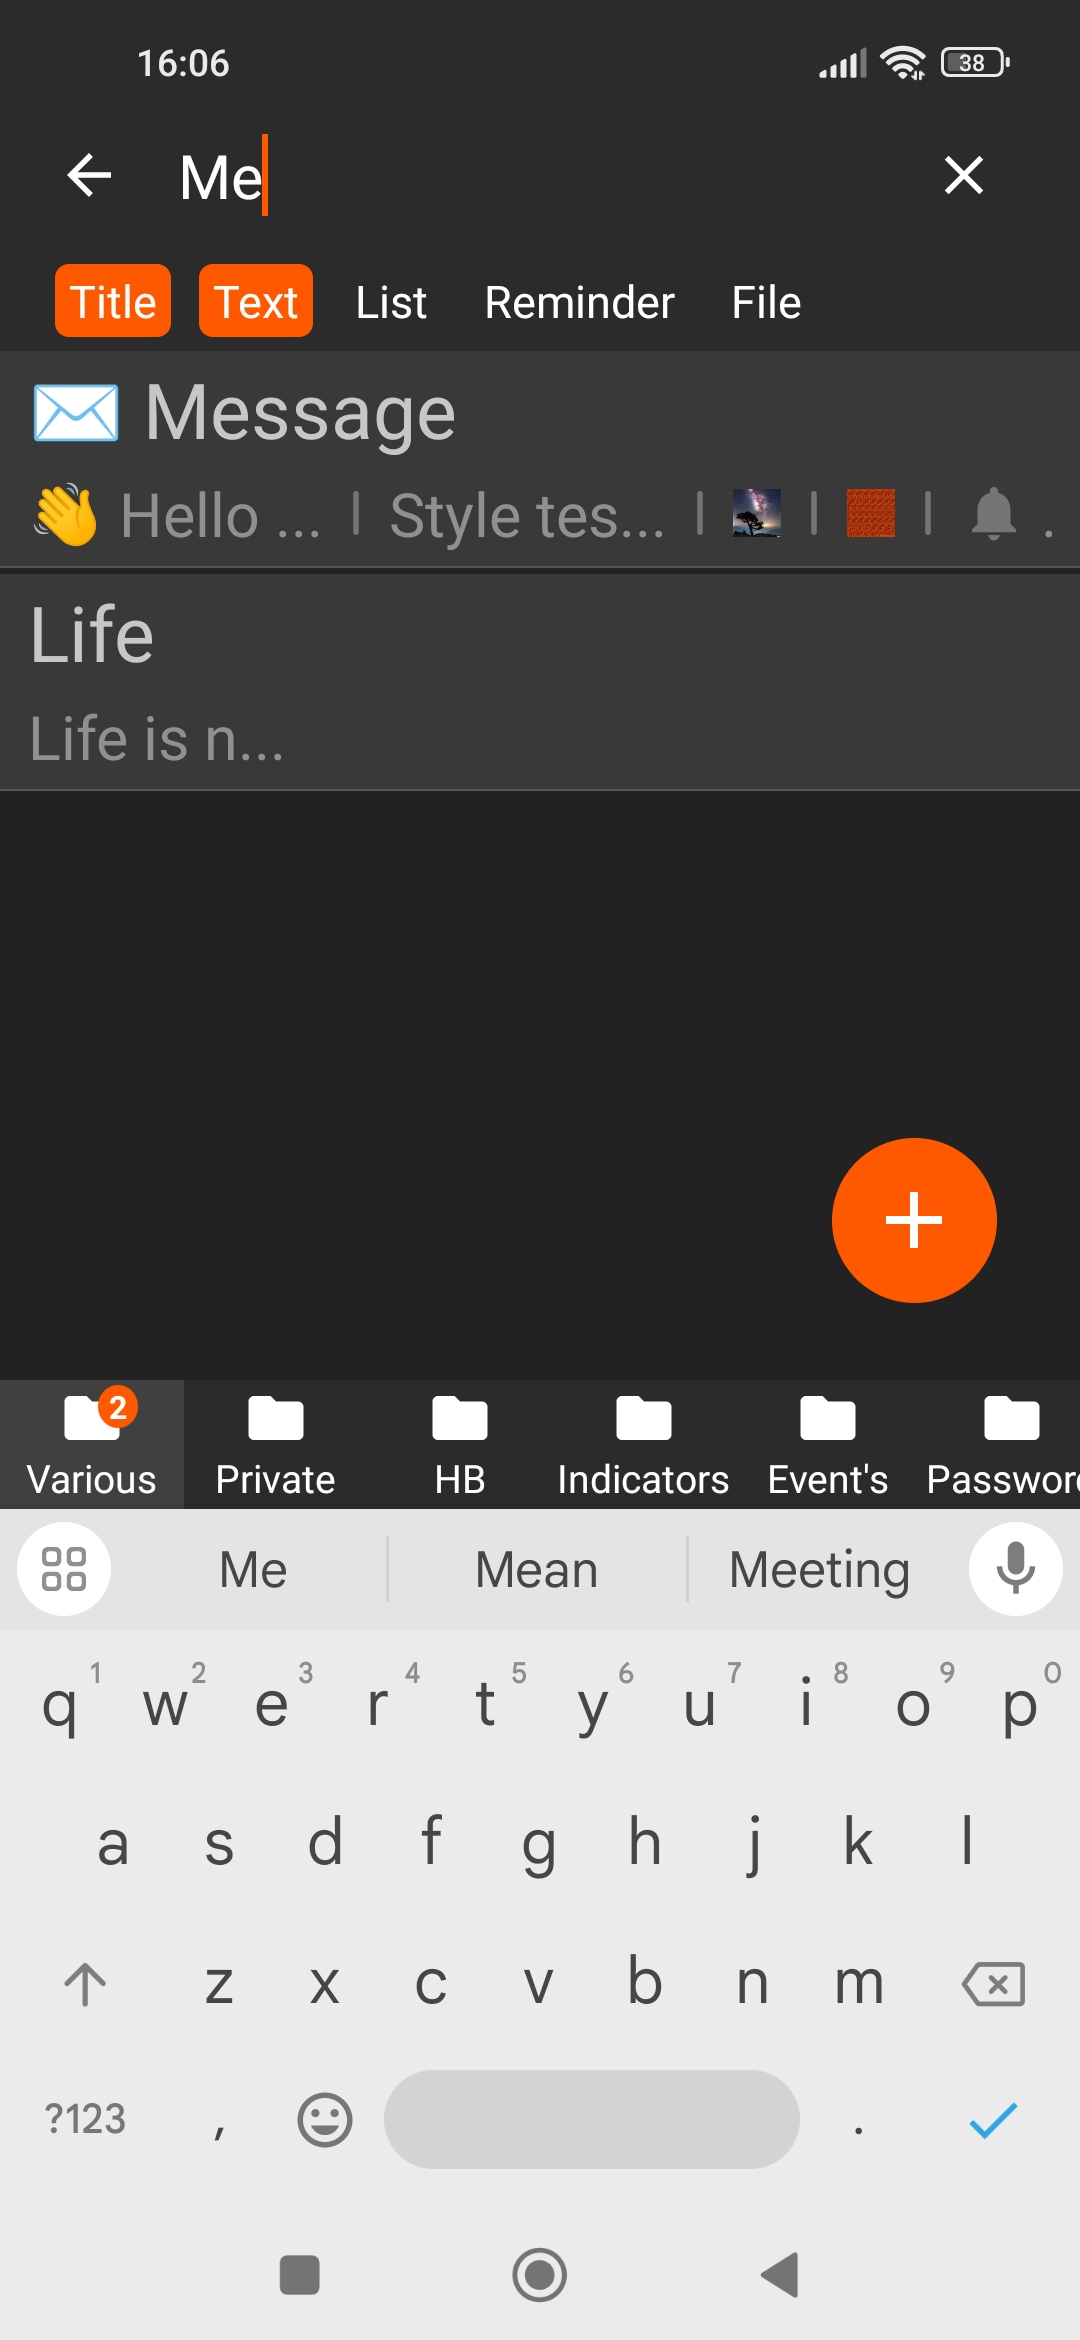 16:06
38
Me
Title Text List Reminder File
✉️ Message
👋 Hello ... | Style tes... | | | .
Life
Life is n...
2
Various Private HB Indicators Event's Passwor
Me Mean Meeting
1 2 3 4 5 6 7 8 9 0
q w e r t y u i o p
a s d f g h j k l
z x c v b n m
?123 , .